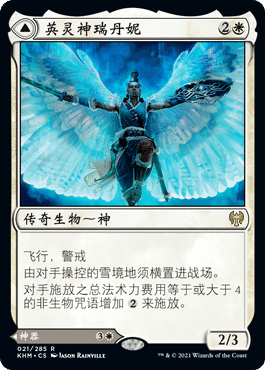 英灵神瑞丹妮 2
传奇生物～神
飞行，警戒
由对手操控的雪境地须横置进战场。
对手施放之总法术力费用等于或大于 4
的非生物咒语增加 2 来施放。
神器 3
2/3
021/285 R
KHM • CS JASON RAINVILLE
™ & © 2021 Wizards of the Coast